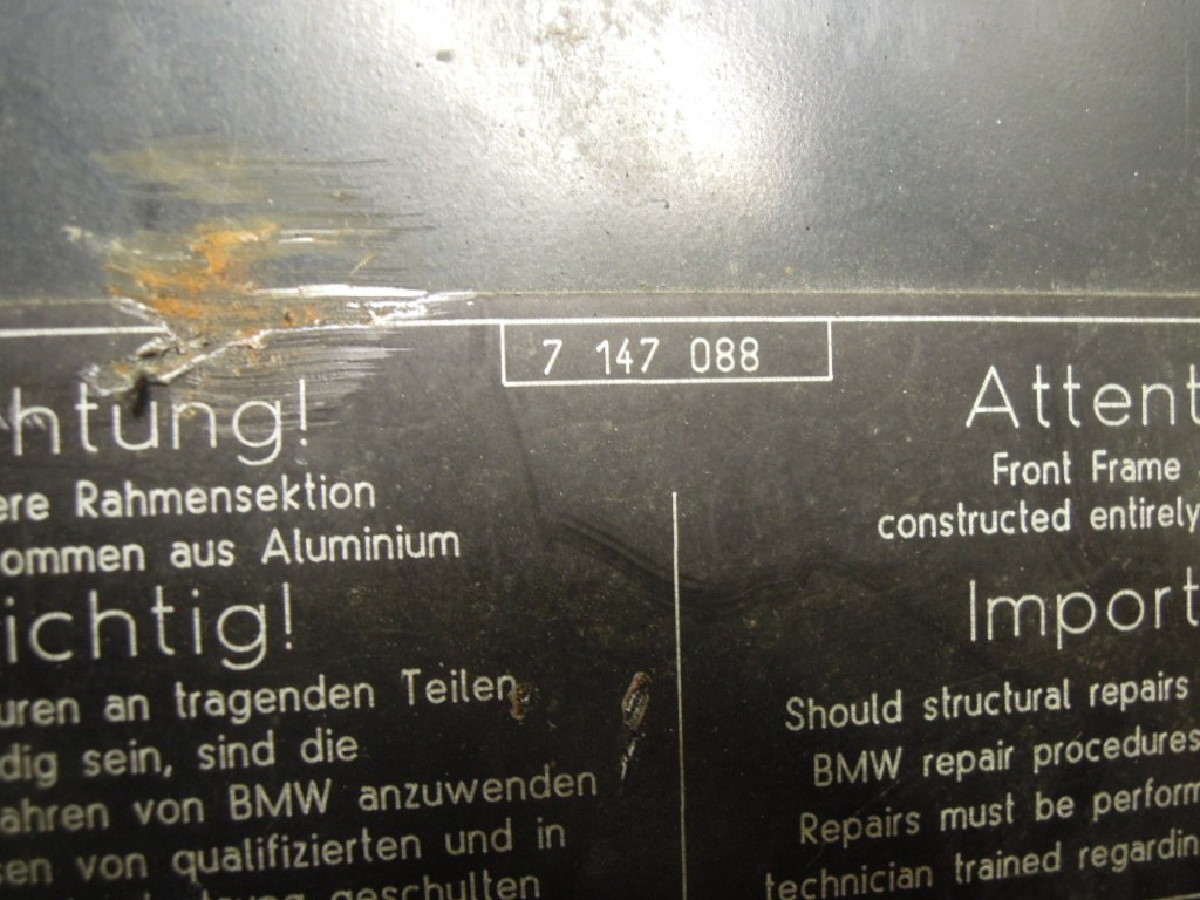 7 147 088
htung!
ere Rahmensektion
ommen aus Aluminium
ichtig!
uren an tragenden Teilen
dig sein, sind die
ahren von BMW anzuwenden
sen von qualifizierten und in
geschulten
Attent
Front Frame
constructed entirely
Import
Should structural repairs
BMW repair procedures
Repairs must be perform
technician trained regardin